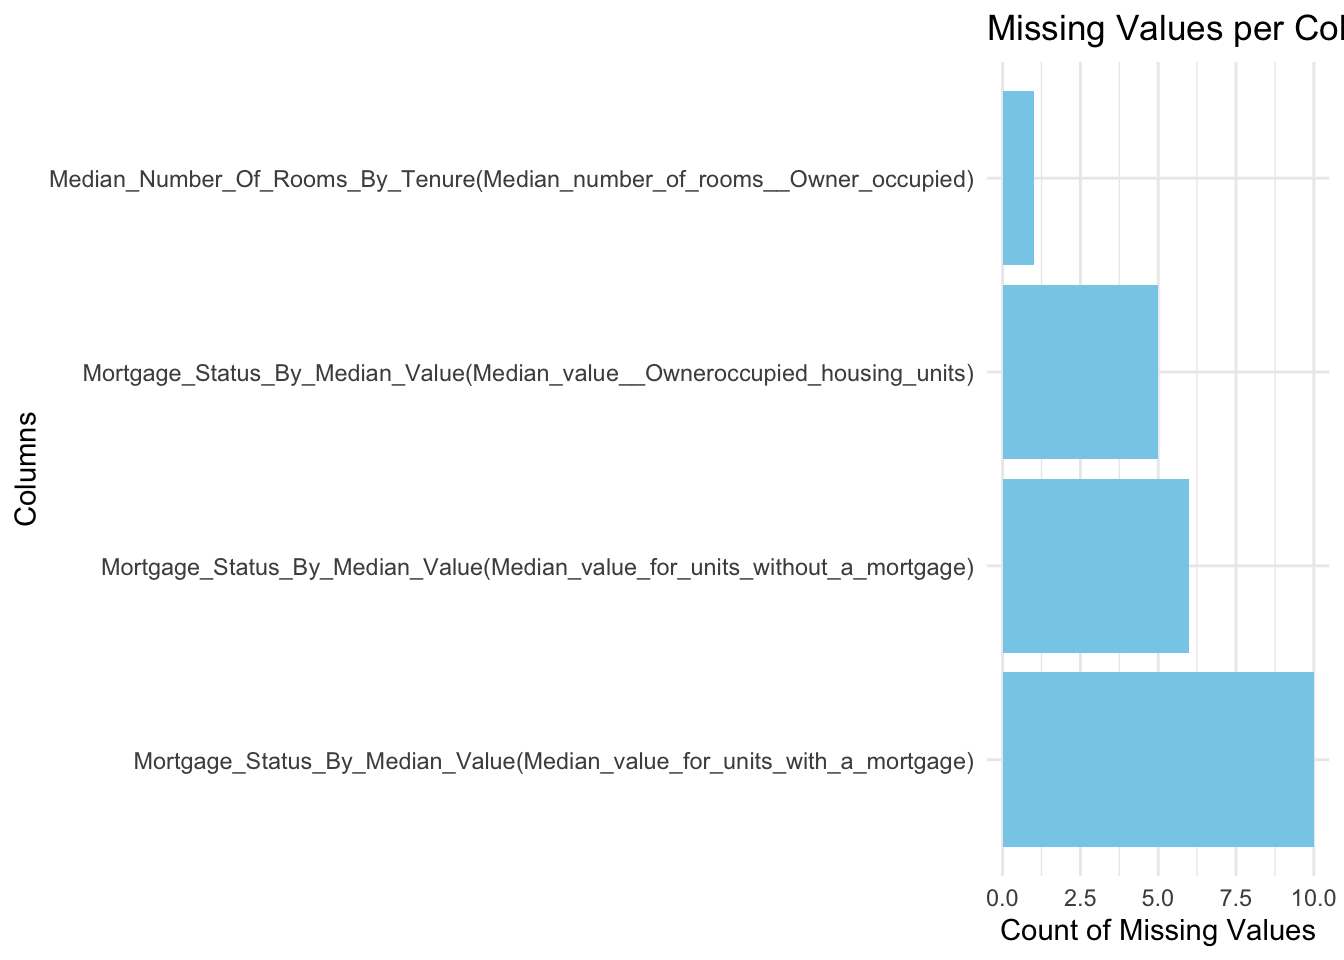 Missing Values per Col
Median_Number_Of_Rooms_By_Tenure(Median_number_of_rooms__Owner_occupied)
Mortgage_Status_By_Median_Value(Median_value__Owneroccupied_housing_units)
Mortgage_Status_By_Median_Value(Median_value_for_units_without_a_mortgage)
Mortgage_Status_By_Median_Value(Median_value_for_units_with_a_mortgage)
Columns
0.0 2.5 5.0 7.5 10.0
Count of Missing Values